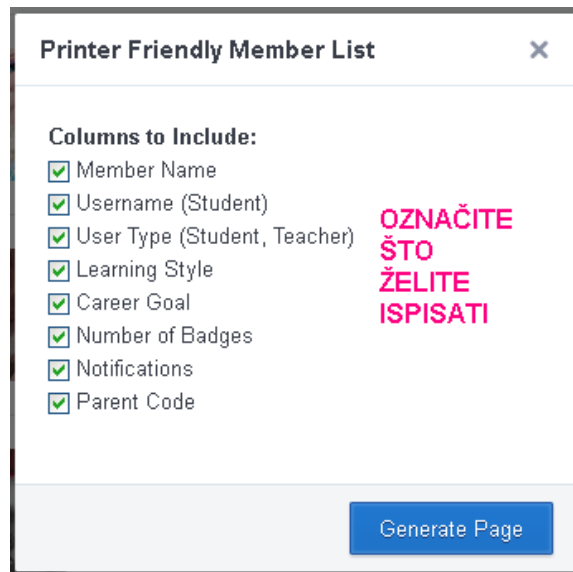 Printer Friendly Member List
Columns to Include:
Member Name
Username (Student)
User Type (Student, Teacher)
Learning Style
Career Goal
Number of Badges
Notifications
Parent Code
OZNAČITE
ŠTO
ŽELITE
ISPISATI
Generate Page